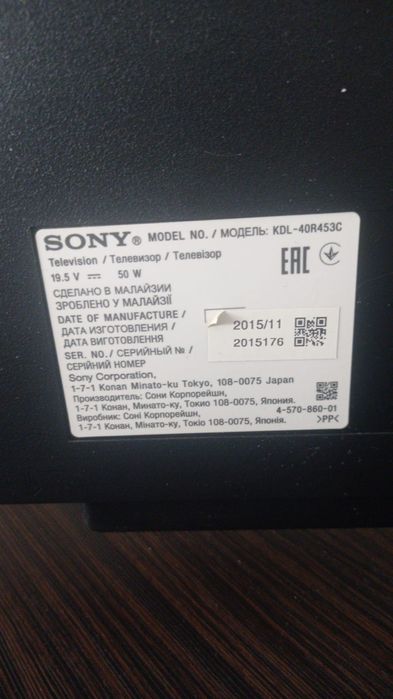 SONY® MODEL NO. / МОДЕЛЬ: KDL-40R453C
Television / Телевизор / Телевізор
19.5 V ⎓ 50 W
EAC
СДЕЛАНО В МАЛАЙЗИИ
ЗРОБЛЕНО У МАЛАЙЗІЇ
DATE OF MANUFACTURE /
ДАТА ИЗГОТОВЛЕНИЯ /
ДАТА ВИГОТОВЛЕННЯ
2015/11
SER. NO./ СЕРИЙНЫЙ № /
СЕРІЙНИЙ НОМЕР
2015176
Sony Corporation,
1-7-1 Konan Minato-ku Tokyo, 108-0075 Japan
Производитель: Сони Корпорейшн,
1-7-1 Конан, Минато-ку, Токио 108-0075, Япония.
Виробник: Соні Корпорейшн,
1-7-1 Конан, Мінато-ку, Токіо 108-0075, Японія.
4-570-860-01
>PP<